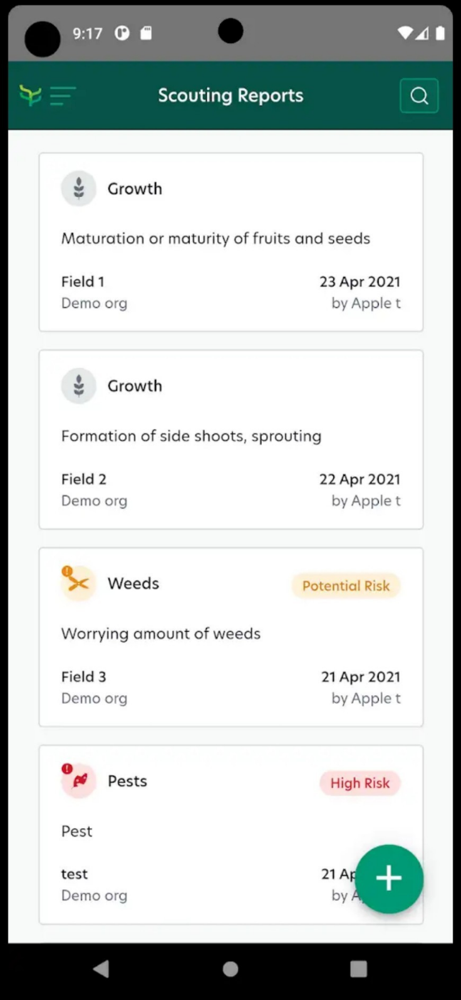 9:17
Scouting Reports
Growth
Maturation or maturity of fruits and seeds
Field 1 23 Apr 2021
Demo org by Apple t
Growth
Formation of side shoots, sprouting
Field 2 22 Apr 2021
Demo org by Apple t
Weeds Potential Risk
Worrying amount of weeds
Field 3 21 Apr 2021
Demo org by Apple t
Pests High Risk
Pest
test 21
Demo org by